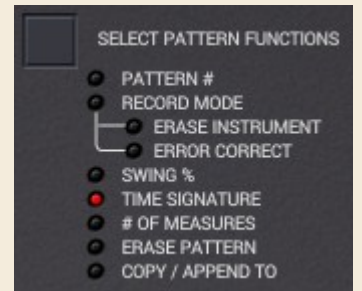 SELECT PATTERN FUNCTIONS
PATTERN #
RECORD MODE
ERASE INSTRUMENT
ERROR CORRECT
SWING %
TIME SIGNATURE
# OF MEASURES
ERASE PATTERN
COPY / APPEND TO